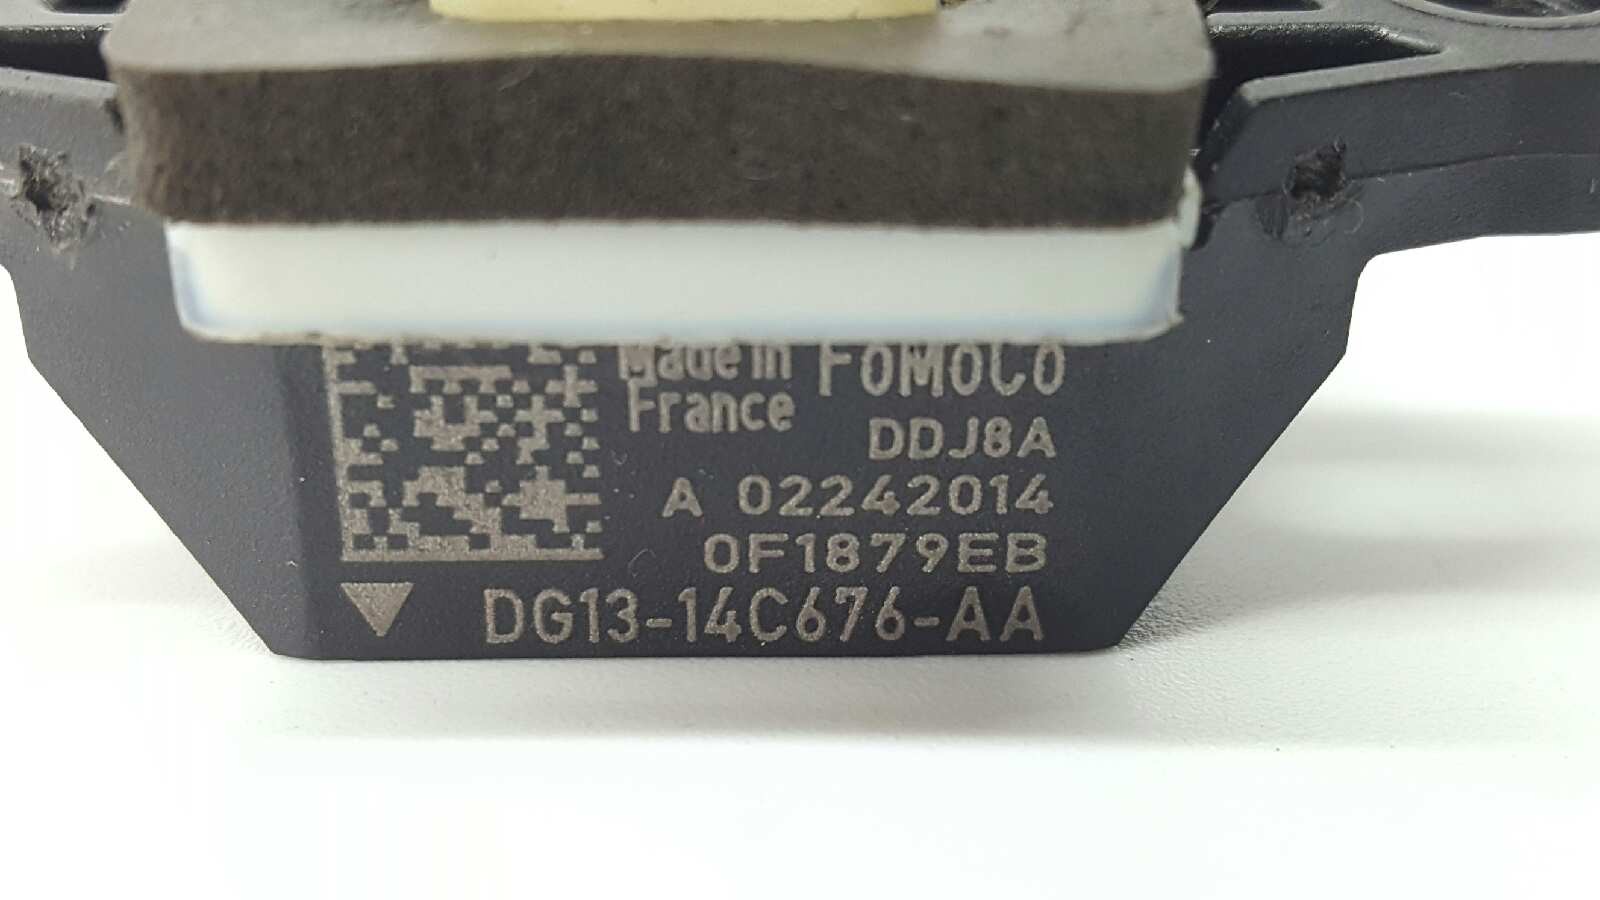 Made in FoMoCo
France
DDJ8A
A 02242014
0F1879EB
DG13-14C676-AA